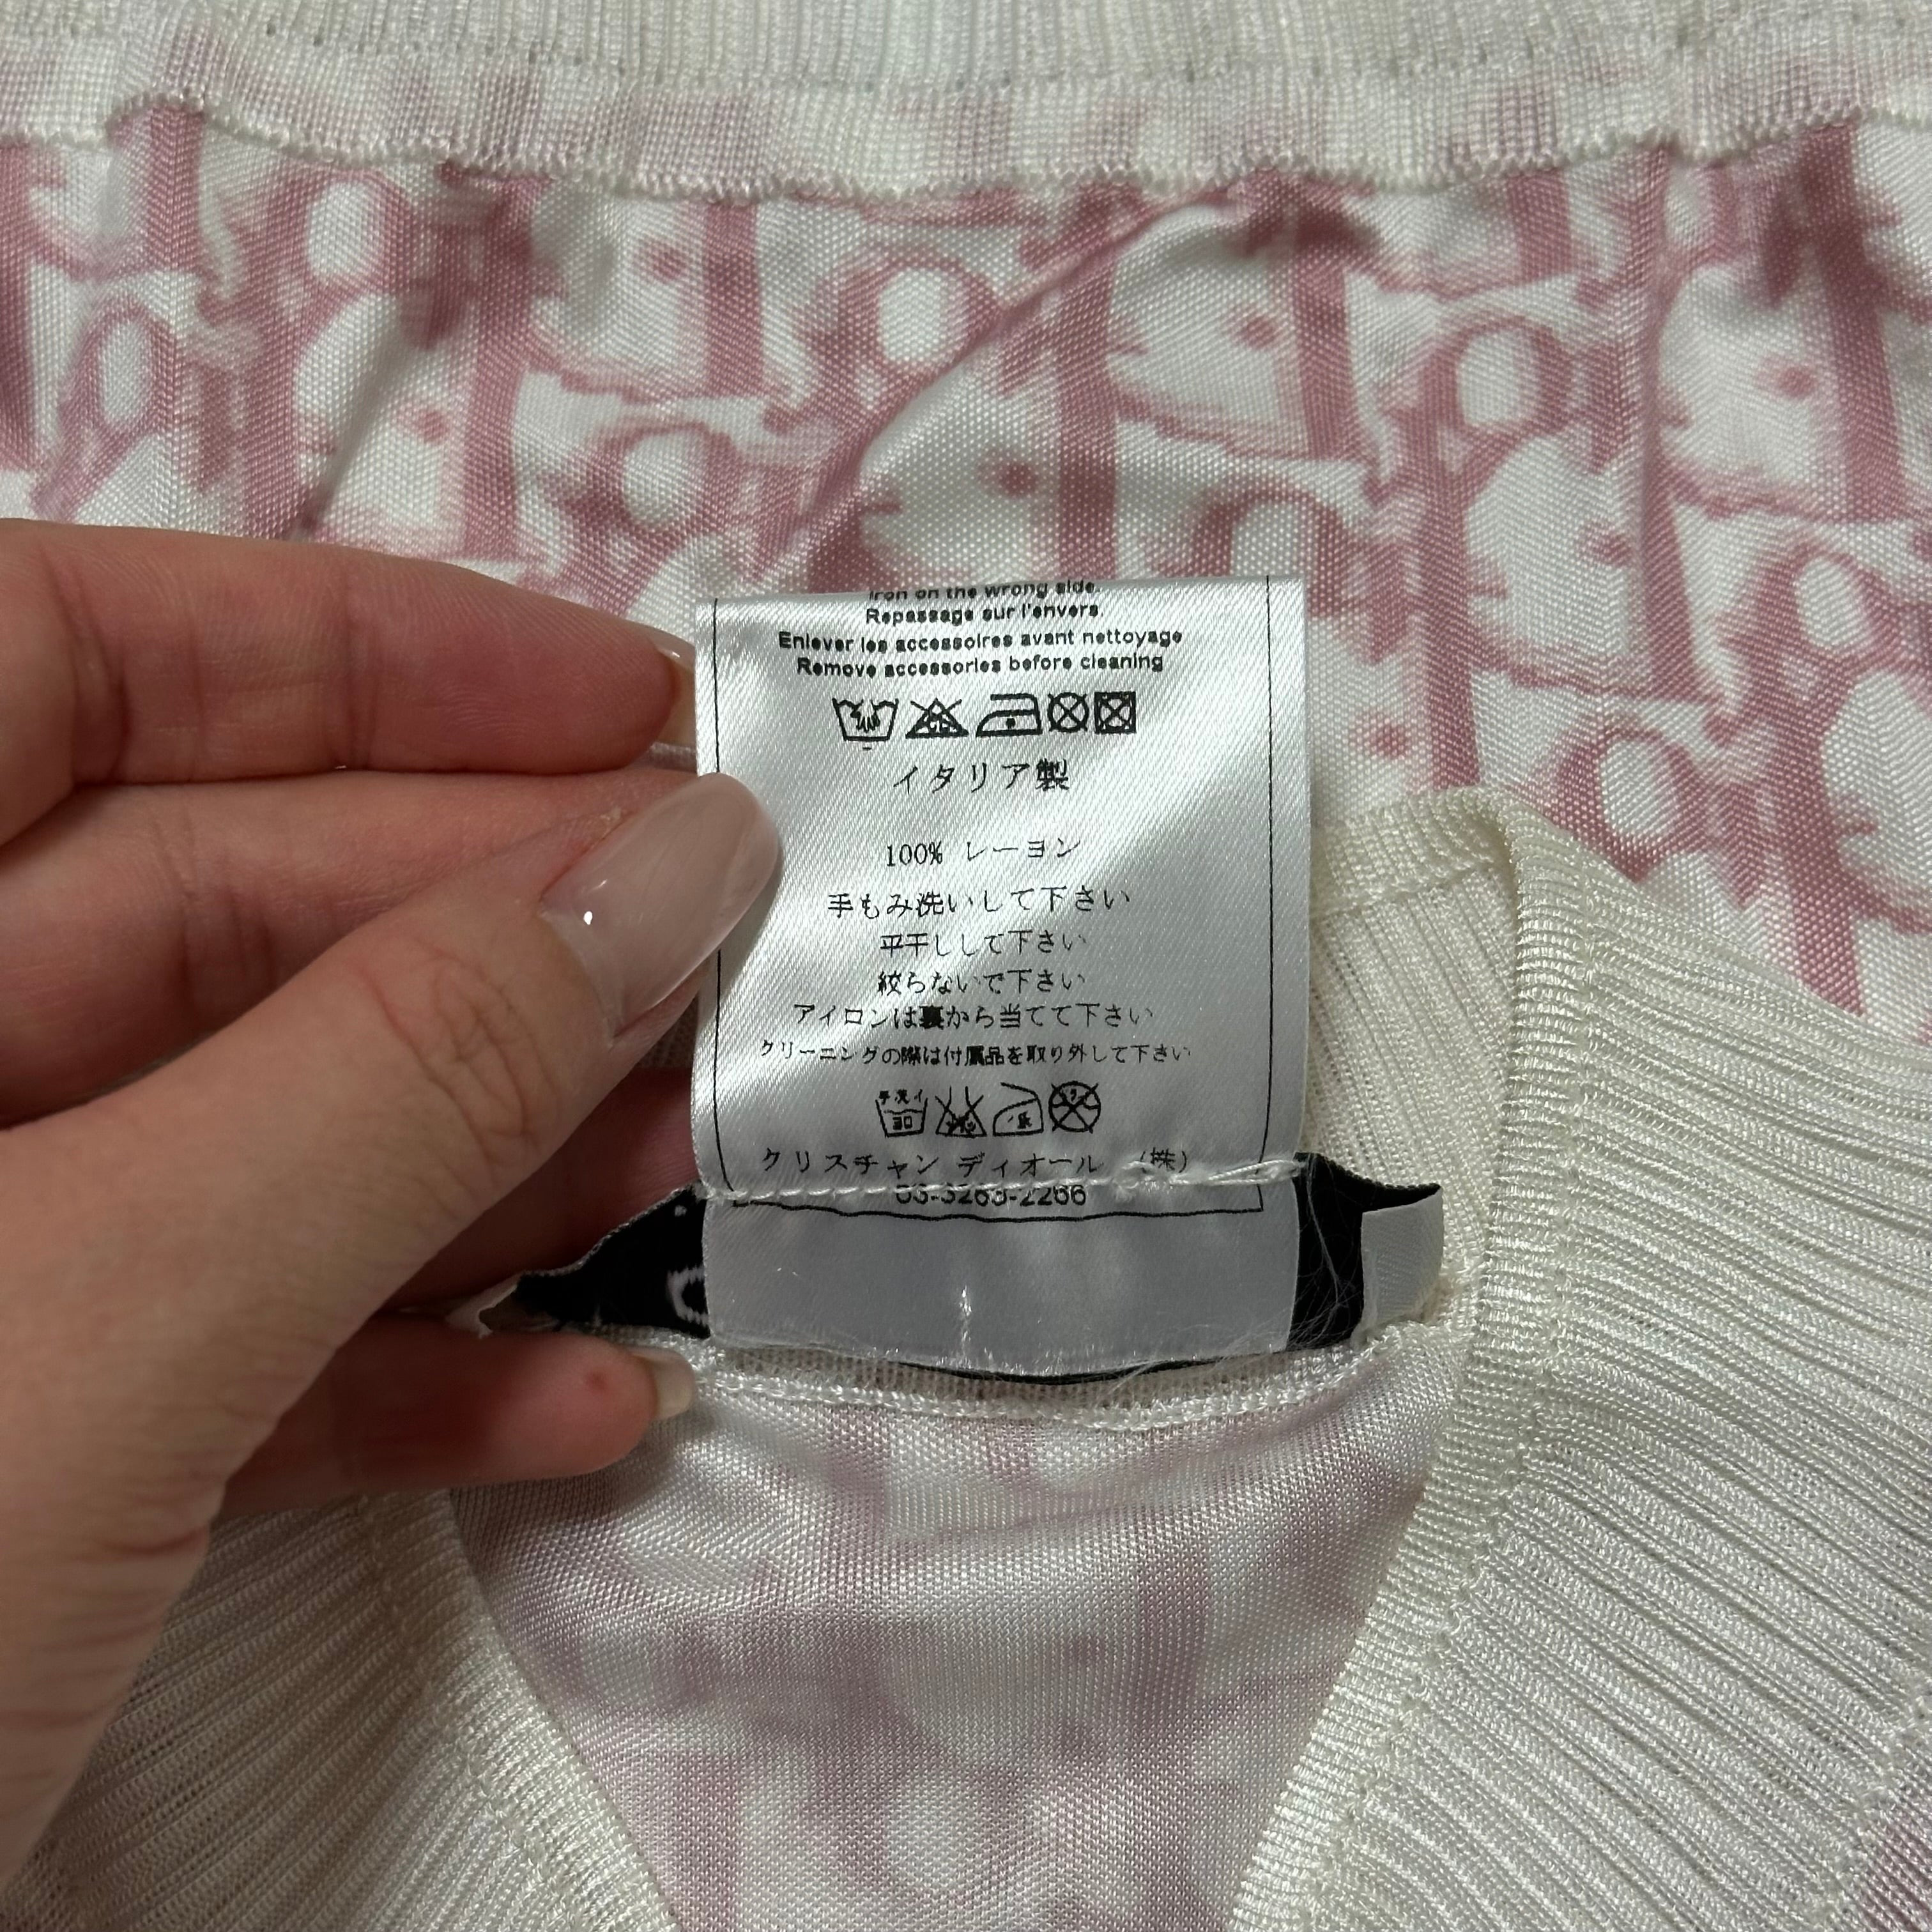 Iron on the wrong side.
Repassage sur l'envers.
Enlever les accessoires avant nettoyage
Remove accessories before cleaning
CL
イタリア製
100% レーヨン
手もみ洗いして下さい
平干しして下さい
絞らないで下さい
アイロンは裏から当てて下さい
クリーニングの際は付属品を取り外して下さい
手洗イ
30
クリスチャン ディオール (株)
03-3263-2266